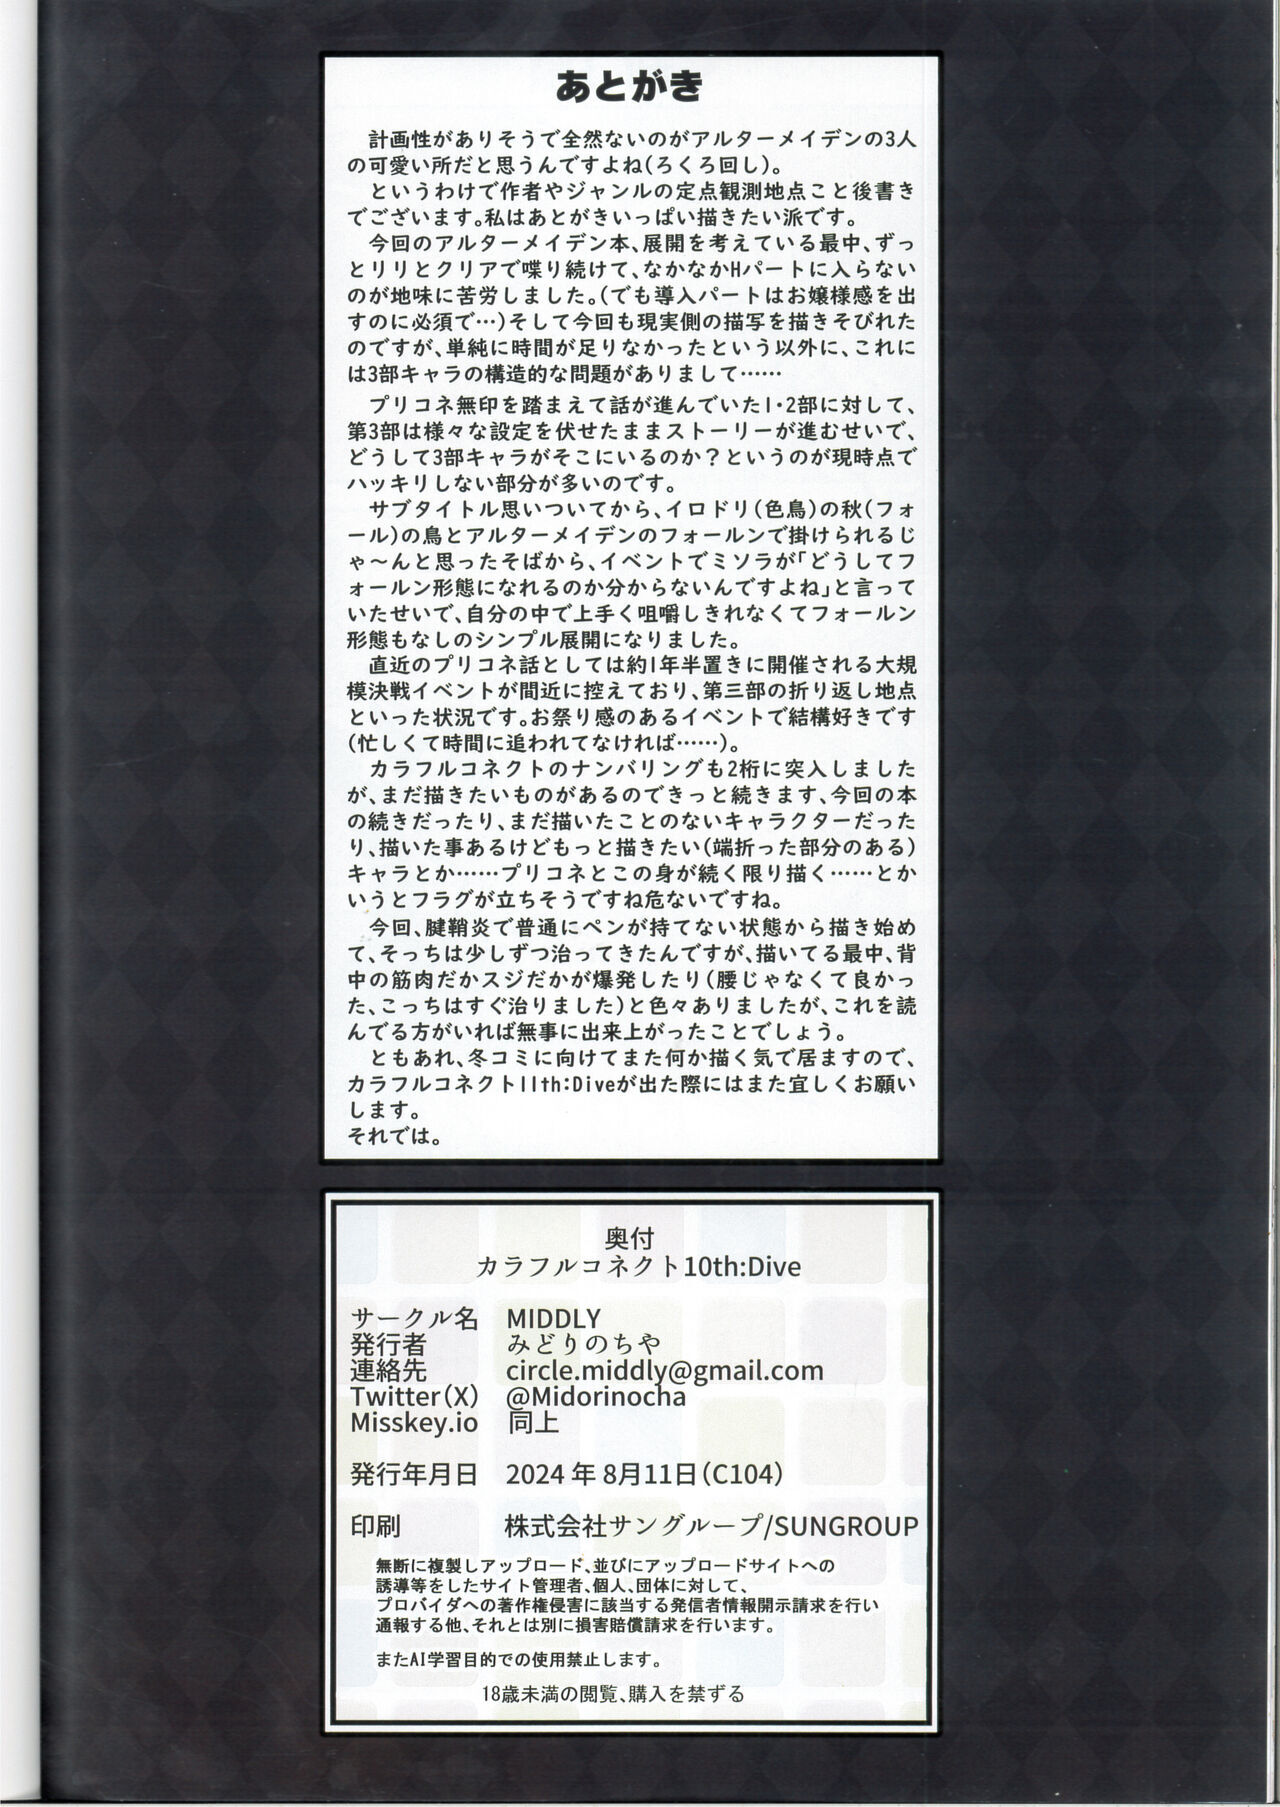 あとがき
　計画性がありそうで全然ないのがアルターメイデンの3人
の可愛い所だと思うんですよね(ろくろ回し)。
　というわけで作者やジャンルの定点観測地点こと後書き
でございます。私はあとがきいっぱい描きたい派です。
　今回のアルターメイデン本、展開を考えている最中、ずっ
とリリとクリアで喋り続けて、なかなかHパートに入らない
のが地味に苦労しました。(でも導入パートはお嬢様感を出
すのに必須で…)そして今回も現実側の描写を描きそびれた
のですが、単純に時間が足りなかったという以外に、これに
は3部キャラの構造的な問題がありまして……
　プリコネ無印を踏まえて話が進んでいた1・2部に対して、
第3部は様々な設定を伏せたままストーリーが進むせいで、
どうして3部キャラがそこにいるのか？というのが現時点で
ハッキリしない部分が多いのです。
　サブタイトル思いついてから、イロドリ(色鳥)の秋(フォ
ール)の鳥とアルターメイデンのフォールンで掛けられるじ
ゃ～んと思ったそばから、イベントでミソラが「どうしてフ
ォールン形態になれるのか分からないんですよね」と言って
いたせいで、自分の中で上手く咀嚼しきれなくてフォールン
形態もなしのシンプル展開になりました。
　直近のプリコネ話としては約1年半置きに開催される大規
模決戦イベントが間近に控えており、第三部の折り返し地点
といった状況です。お祭り感のあるイベントで結構好きです
(忙しくて時間に追われてなければ……)。
　カラフルコネクトのナンバリングも2桁に突入しました
が、まだ描きたいものがあるのできっと続きます、今回の本
の続きだったり、まだ描いたことのないキャラクターだった
り、描いた事あるけどもっと描きたい(端折った部分のある)
キャラとか……プリコネとこの身が続く限り描く……とか
いうとフラグが立ちそうですね危ないですね。
　今回、腱鞘炎で普通にペンが持てない状態から描き始め
て、そっちは少しずつ治ってきたんですが、描いてる最中、背
中の筋肉だかスジだかが爆発したり(腰じゃなくて良かっ
た、こっちはすぐ治りました)と色々ありましたが、これを読
んでる方がいれば無事に出来上がったことでしょう。
　ともあれ、冬コミに向けてまた何か描く気で居ますので、
カラフルコネクト11th:Diveが出た際にはまた宜しくお願い
します。
それでは。
奥付
カラフルコネクト10th:Dive
サークル名　MIDDLY
発行者　みどりのちや
連絡先　circle.middly@gmail.com
Twitter(X)　@Midorinocha
Misskey.io　同上
発行年月日　2024年8月11日(C104)
印刷　株式会社サングループ/SUNGROUP
無断に複製しアップロード、並びにアップロードサイトへの
誘導等をしたサイト管理者、個人、団体に対して、
プロバイダへの著作権侵害に該当する発信者情報開示請求を行い
通報する他、それとは別に損害賠償請求を行います。
またAI学習目的での使用禁止します。
18歳未満の閲覧、購入を禁ずる